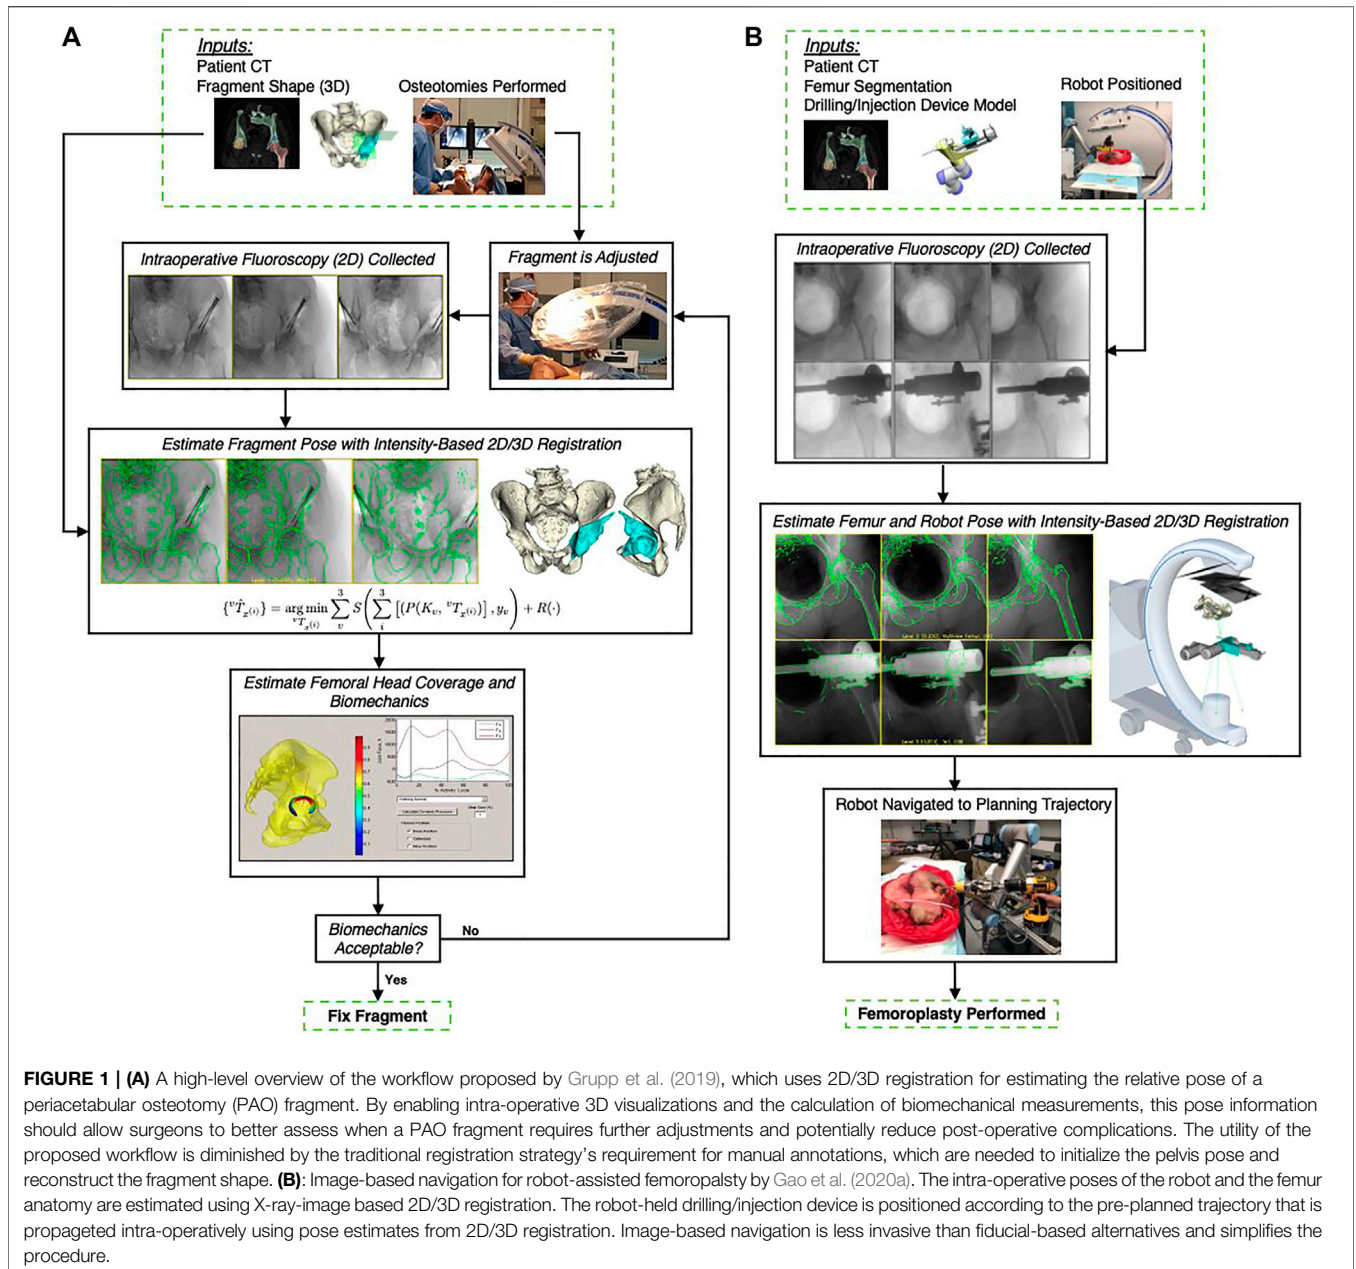 A
Inputs:
Patient CT
Fragment Shape (3D)
Osteotomies Performed
Intraoperative Fluoroscopy (2D) Collected
Fragment is Adjusted
Estimate Fragment Pose with Intensity-Based 2D/3D Registration
{ᵛT̂ₓ₍ᵢ₎} = arg min ᵛTₓ₍ᵢ₎ ∑ᵥ³ S(∑ᵢ³ [(P(Kᵥ, ᵛTₓ₍ᵢ₎)], yᵥ) + R(·)
Estimate Femoral Head Coverage and
Biomechanics
% Activity Cycle
Biomechanics
Acceptable?
No
Yes
Fix Fragment
B
Inputs:
Patient CT
Femur Segmentation
Drilling/Injection Device Model
Robot Positioned
Intraoperative Fluoroscopy (2D) Collected
Estimate Femur and Robot Pose with Intensity-Based 2D/3D Registration
Robot Navigated to Planning Trajectory
Femoroplasty Performed
FIGURE 1 | (A) A high-level overview of the workflow proposed by Grupp et al. (2019), which uses 2D/3D registration for estimating the relative pose of a
periacetabular osteotomy (PAO) fragment. By enabling intra-operative 3D visualizations and the calculation of biomechanical measurements, this pose information
should allow surgeons to better assess when a PAO fragment requires further adjustments and potentially reduce post-operative complications. The utility of the
proposed workflow is diminished by the traditional registration strategy's requirement for manual annotations, which are needed to initialize the pelvis pose and
reconstruct the fragment shape. (B): Image-based navigation for robot-assisted femoropalsty by Gao et al. (2020a). The intra-operative poses of the robot and the femur
anatomy are estimated using X-ray-image based 2D/3D registration. The robot-held drilling/injection device is positioned according to the pre-planned trajectory that is
propageted intra-operatively using pose estimates from 2D/3D registration. Image-based navigation is less invasive than fiducial-based alternatives and simplifies the
procedure.